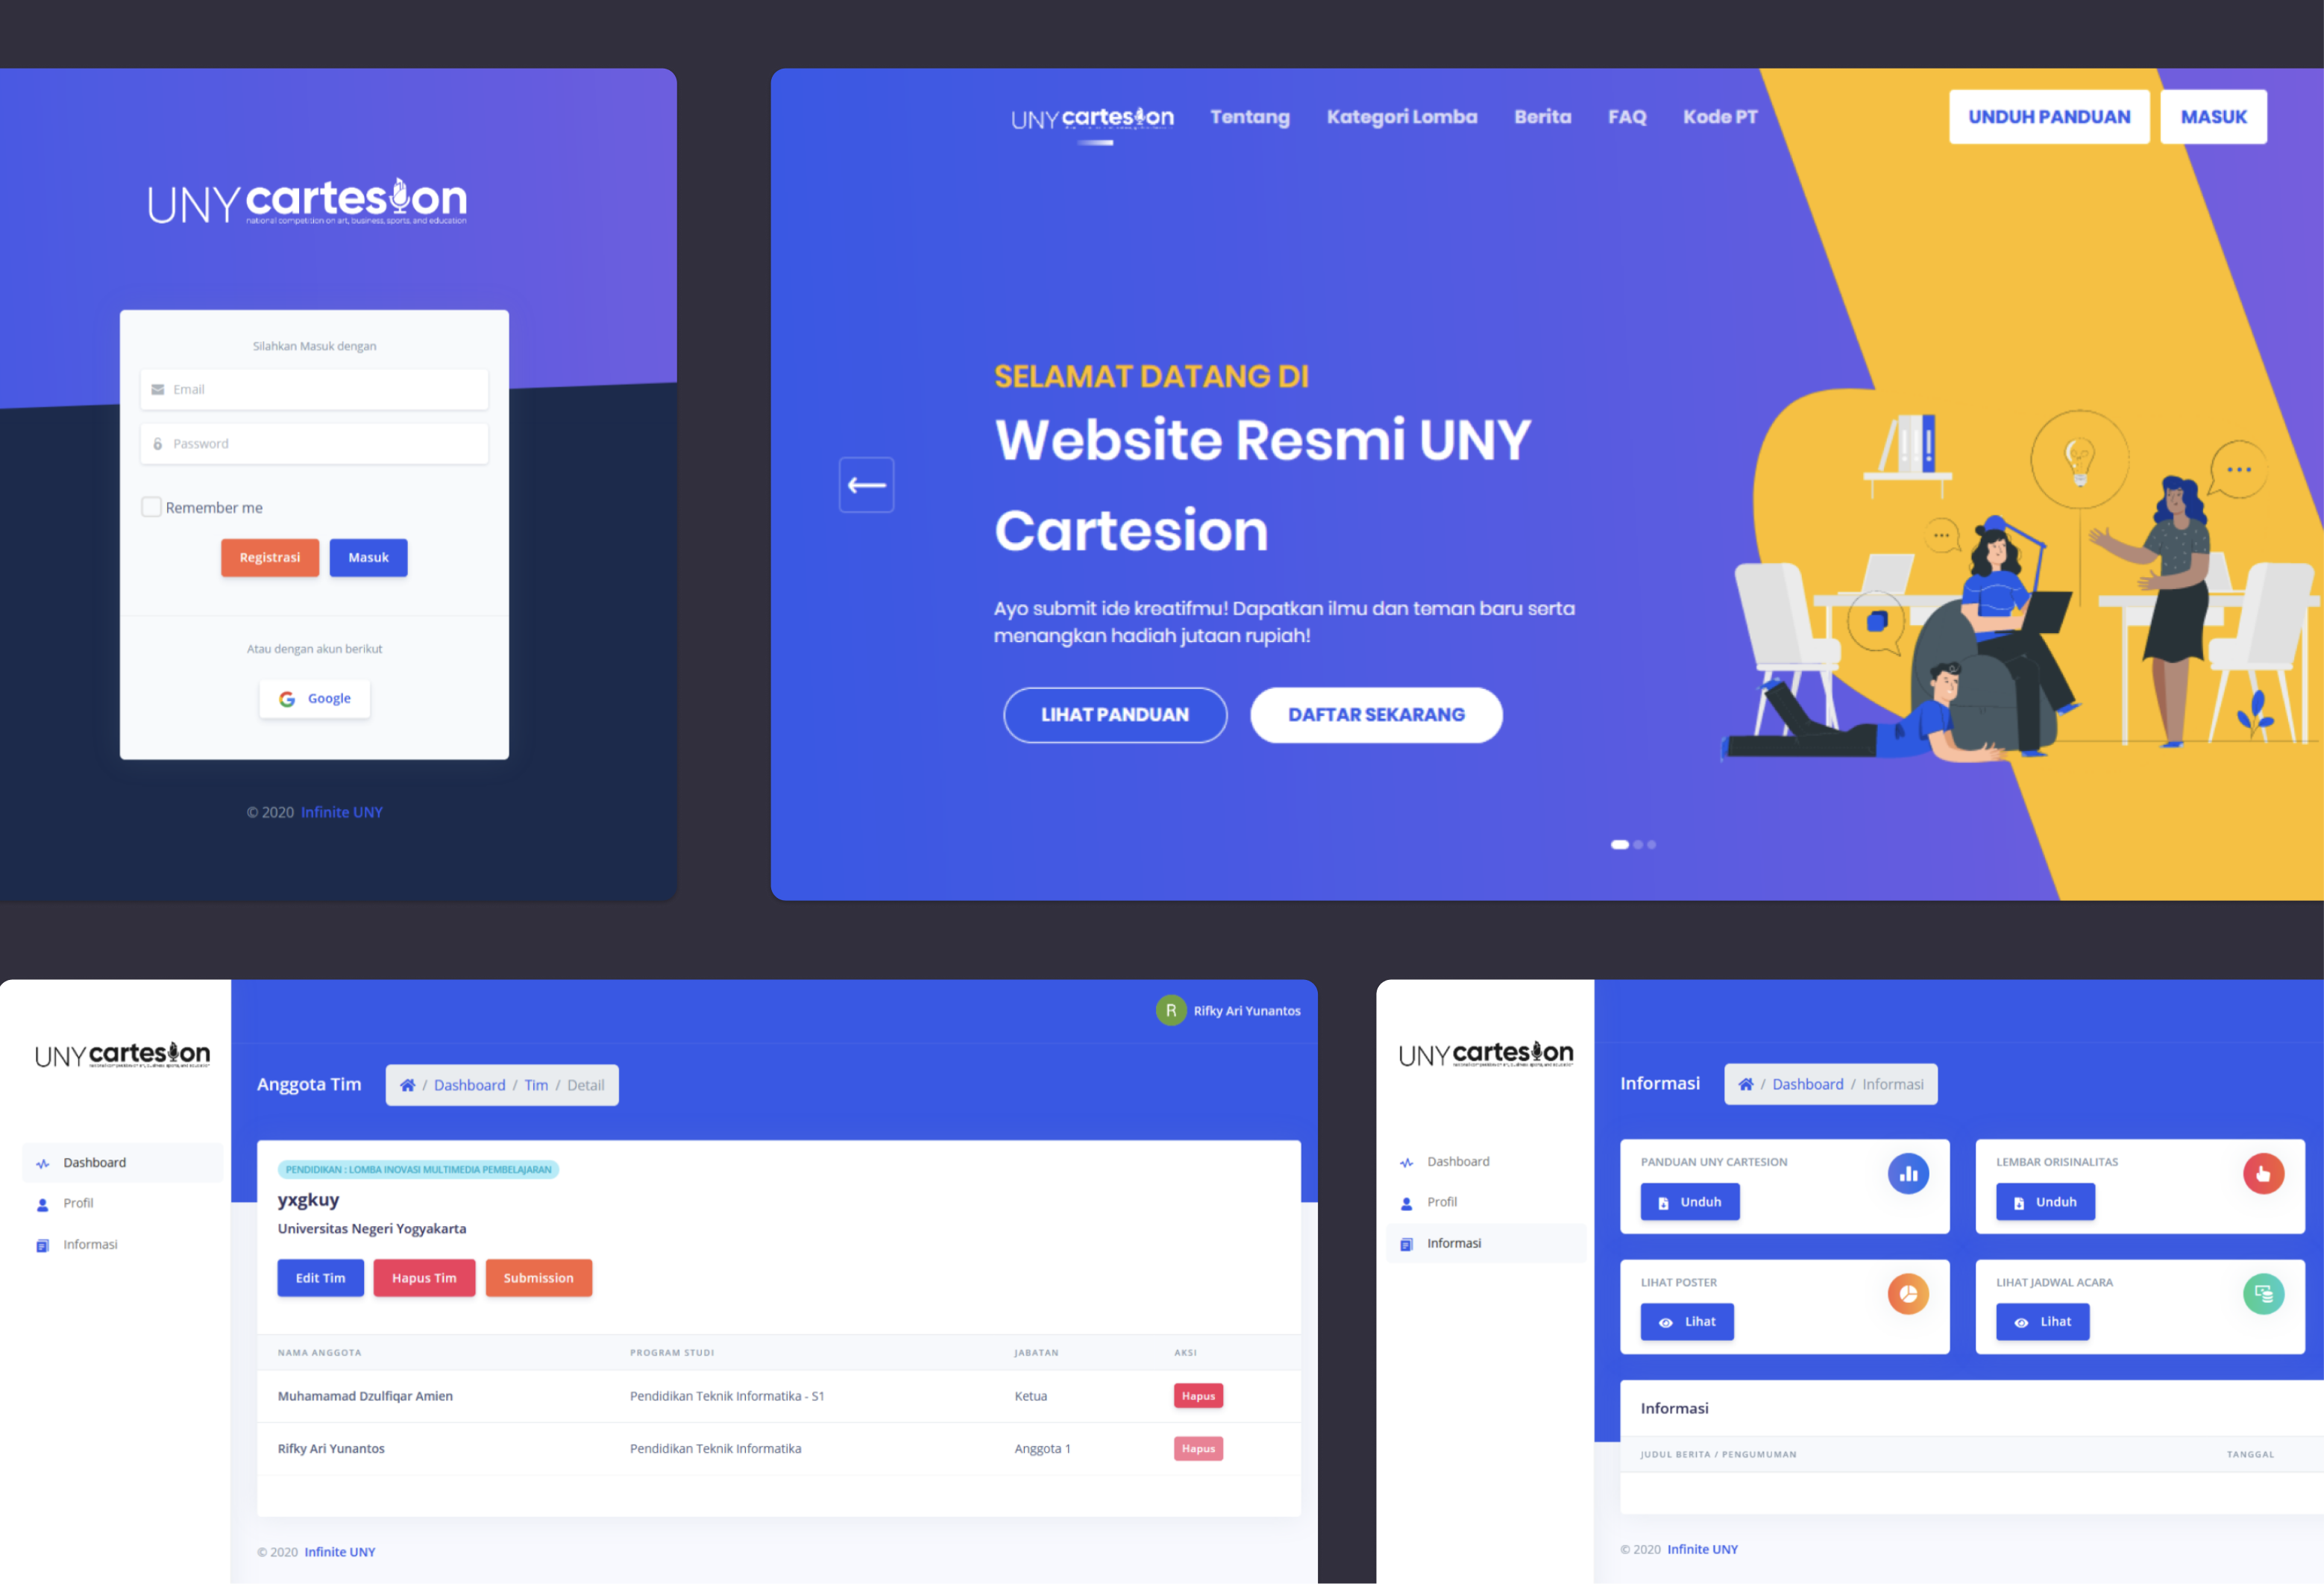 UNY cartesion
national competition on art, business, sports, and education
Silahkan Masuk dengan
Email
Password
Remember me
Registrasi Masuk
Atau dengan akun berikut
Google
© 2020 Infinite UNY
UNY cartesion Tentang Kategori Lomba Berita FAQ Kode PT UNDUH PANDUAN MASUK
SELAMAT DATANG DI
Website Resmi UNY
Cartesion
Ayo submit ide kreatifmu! Dapatkan ilmu dan teman baru serta
menangkan hadiah jutaan rupiah!
LIHAT PANDUAN DAFTAR SEKARANG
UNY cartesion
Dashboard
Profil
Informasi
R Rifky Ari Yunantos
Anggota Tim / Dashboard / Tim / Detail
PENDIDIKAN : LOMBA INOVASI MULTIMEDIA PEMBELAJARAN
yxgkuy
Universitas Negeri Yogyakarta
Edit Tim Hapus Tim Submission
NAMA ANGGOTA PROGRAM STUDI JABATAN AKSI
Muhamamad Dzulfiqar Amien Pendidikan Teknik Informatika - S1 Ketua Hapus
Rifky Ari Yunantos Pendidikan Teknik Informatika Anggota 1 Hapus
© 2020 Infinite UNY
UNY cartesion
Dashboard
Profil
Informasi
Informasi / Dashboard / Informasi
PANDUAN UNY CARTESION
Unduh
LEMBAR ORISINALITAS
Unduh
LIHAT POSTER
Lihat
LIHAT JADWAL ACARA
Lihat
Informasi
JUDUL BERITA / PENGUMUMAN TANGGAL
© 2020 Infinite UNY